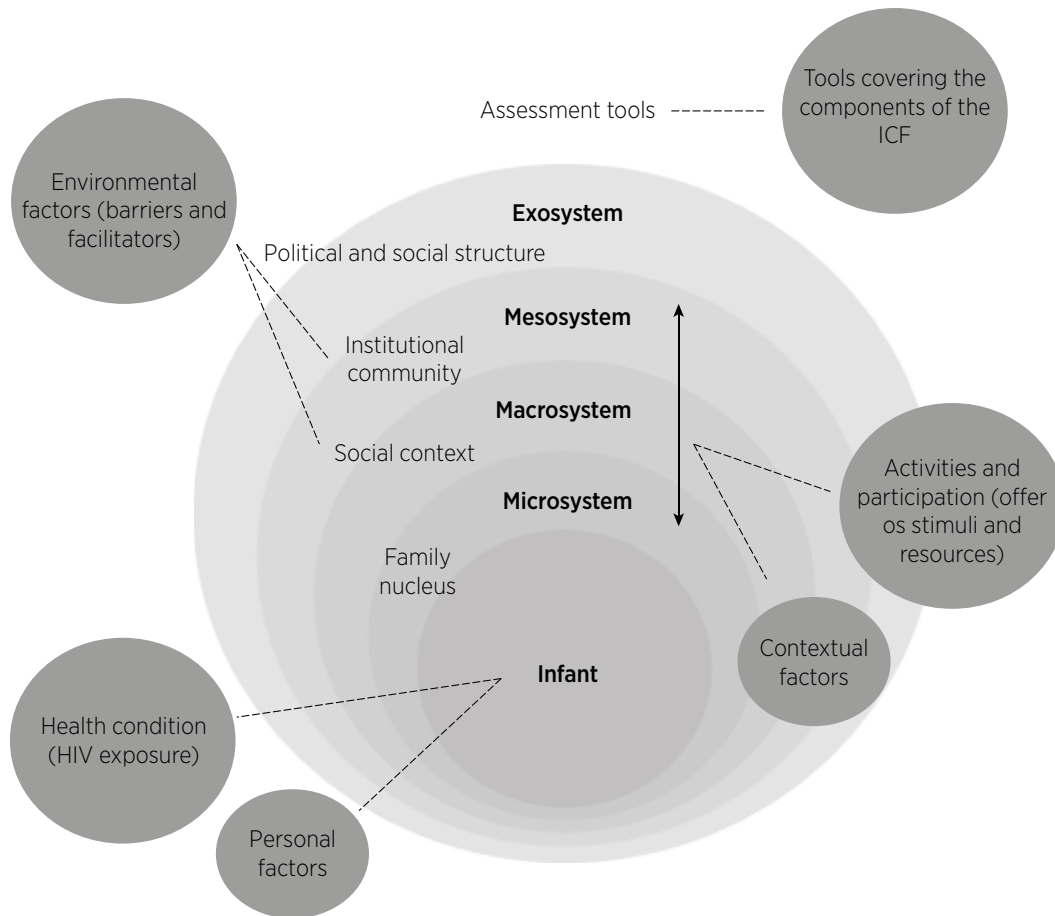 Tools covering the
components of the
ICF
Assessment tools
Environmental
factors (barriers and
facilitators)
Exosystem
Political and social structure
Mesosystem
Institutional
community
Macrosystem
Social context
Microsystem
Activities and
participation (offer
os stimuli and
resources)
Family
nucleus
Contextual
factors
Infant
Health condition
(HIV exposure)
Personal
factors